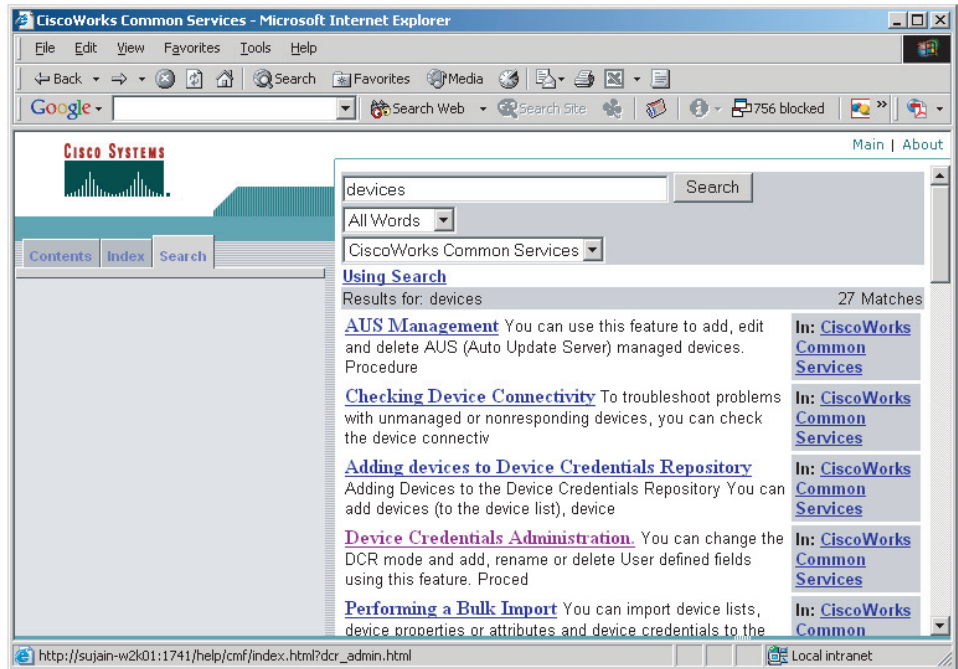 CiscoWorks Common Services - Microsoft Internet Explorer
File Edit View Favorites Tools Help
Back Search Favorites Media
Google Search Web Search Site 756 blocked »
Main | About
CISCO SYSTEMS
Contents Index Search
devices Search
All Words
CiscoWorks Common Services
Using Search
Results for: devices 27 Matches
AUS Management You can use this feature to add, edit
and delete AUS (Auto Update Server) managed devices.
Procedure
In: CiscoWorks
Common
Services
Checking Device Connectivity To troubleshoot problems
with unmanaged or nonresponding devices, you can check
the device connectiv
In: CiscoWorks
Common
Services
Adding devices to Device Credentials Repository
Adding Devices to the Device Credentials Repository You can
add devices (to the device list), device
In: CiscoWorks
Common
Services
Device Credentials Administration. You can change the
DCR mode and add, rename or delete User defined fields
using this feature. Proced
In: CiscoWorks
Common
Services
Performing a Bulk Import You can import device lists,
device properties or attributes and device credentials to the
In: CiscoWorks
Common
http://sujain-w2k01:1741/help/cmf/index.html?dcr_admin.html Local intranet